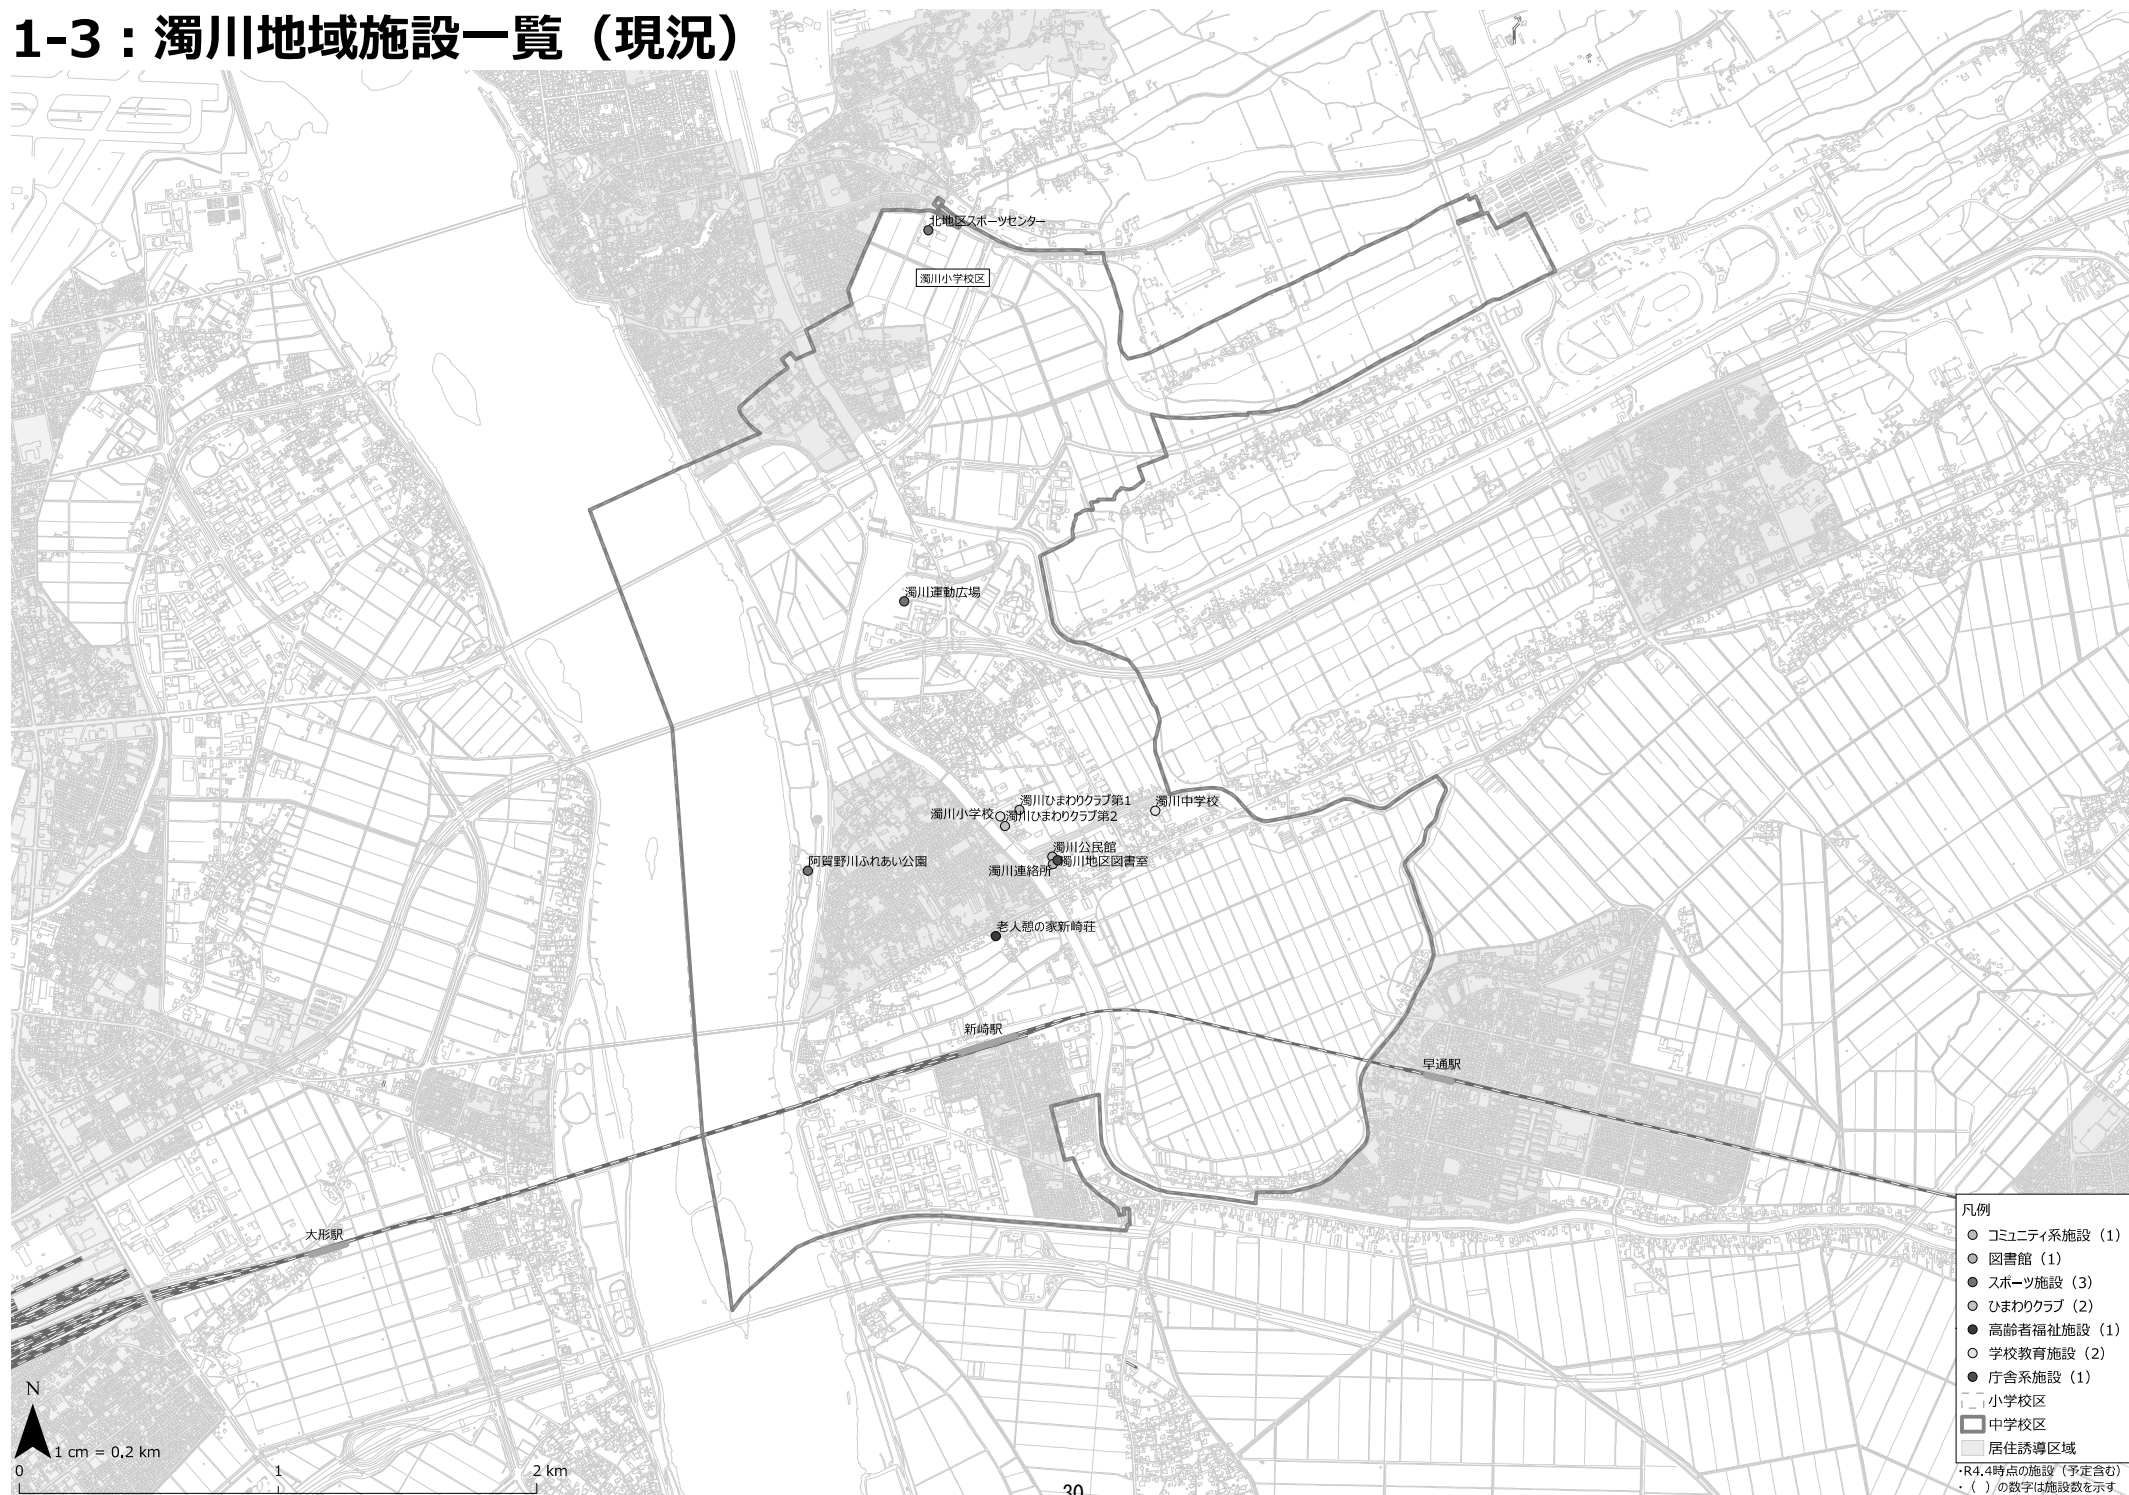 1-3：濁川地域施設一覧（現況）
北地区スポーツセンター
濁川小学校区
濁川運動広場
濁川ひまわりクラブ第1
濁川小学校
濁川ひまわりクラブ第2
濁川中学校
濁川公民館
濁川地区図書室
濁川連絡所
阿賀野川ふれあい公園
老人憩の家新崎荘
新崎駅
早通駅
大形駅
凡例
コミュニティ系施設（1）
図書館（1）
スポーツ施設（3）
ひまわりクラブ（2）
高齢者福祉施設（1）
学校教育施設（2）
庁舎系施設（1）
小学校区
中学校区
居住誘導区域
・R4.4時点の施設（予定含む）
・（ ）の数字は施設数を示す
N
1 cm = 0.2 km
0 1 2 km
30